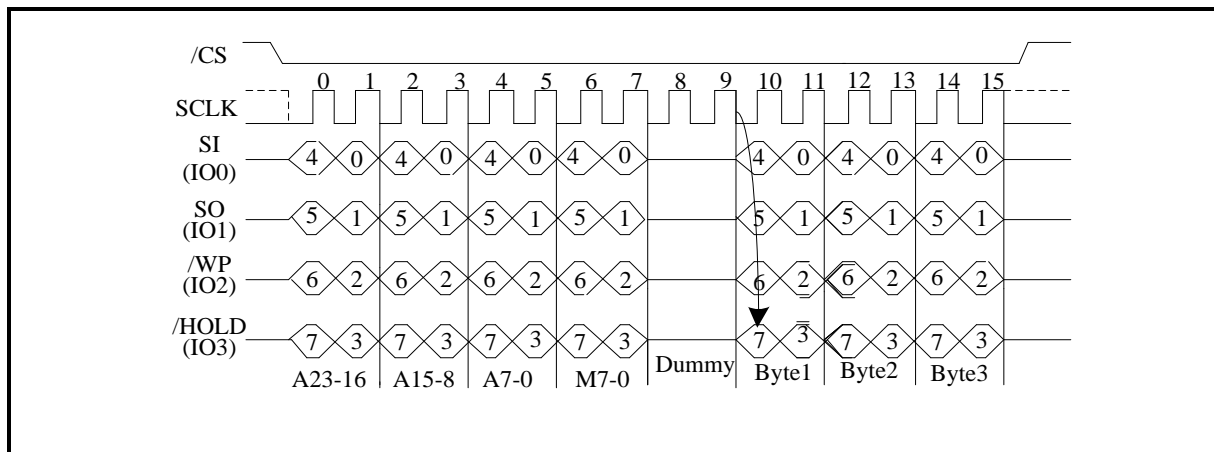 /CS
0 1 2 3 4 5 6 7 8 9 10 11 12 13 14 15
SCLK
SI
(IO0)
4 0 4 0 4 0 4 0 4 0 4 0 4 0
SO
(IO1)
5 1 5 1 5 1 5 1 5 1 5 1 5 1
/WP
(IO2)
6 2 6 2 6 2 6 2 6 2 6 2 6 2
/HOLD
(IO3)
7 3 7 3 7 3 7 3 7 3 7 3 7 3
A23-16 A15-8 A7-0 M7-0 Dummy Byte1 Byte2 Byte3